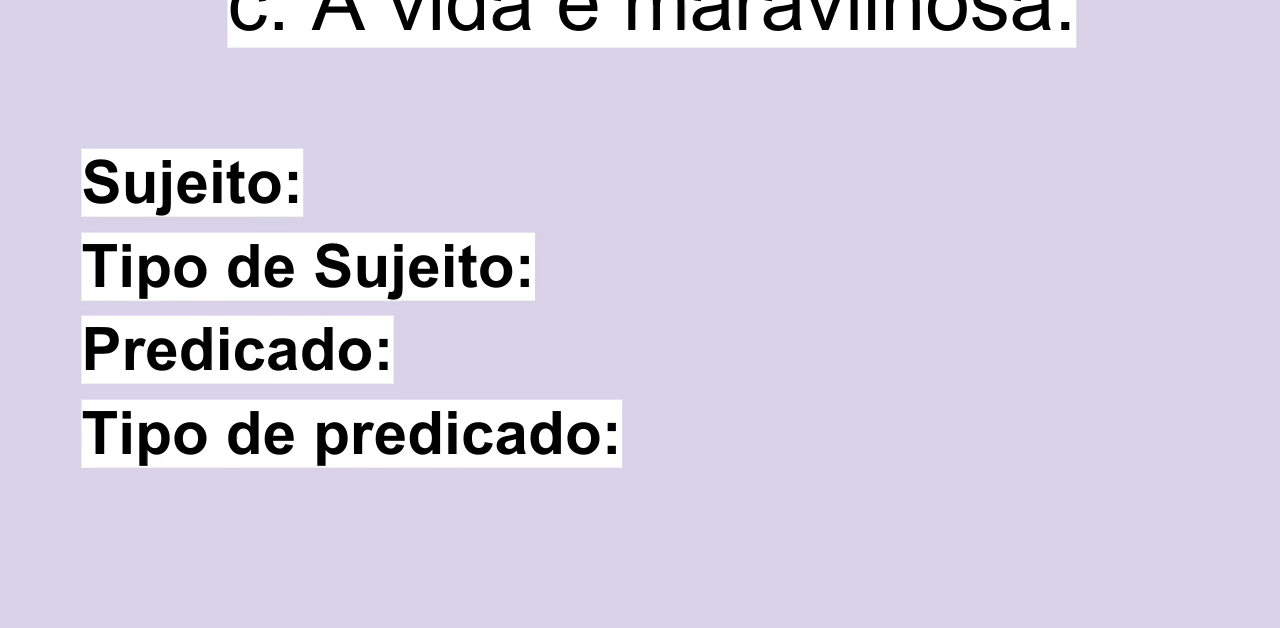 c. A vida é maravilhosa.
Sujeito:
Tipo de Sujeito:
Predicado:
Tipo de predicado: